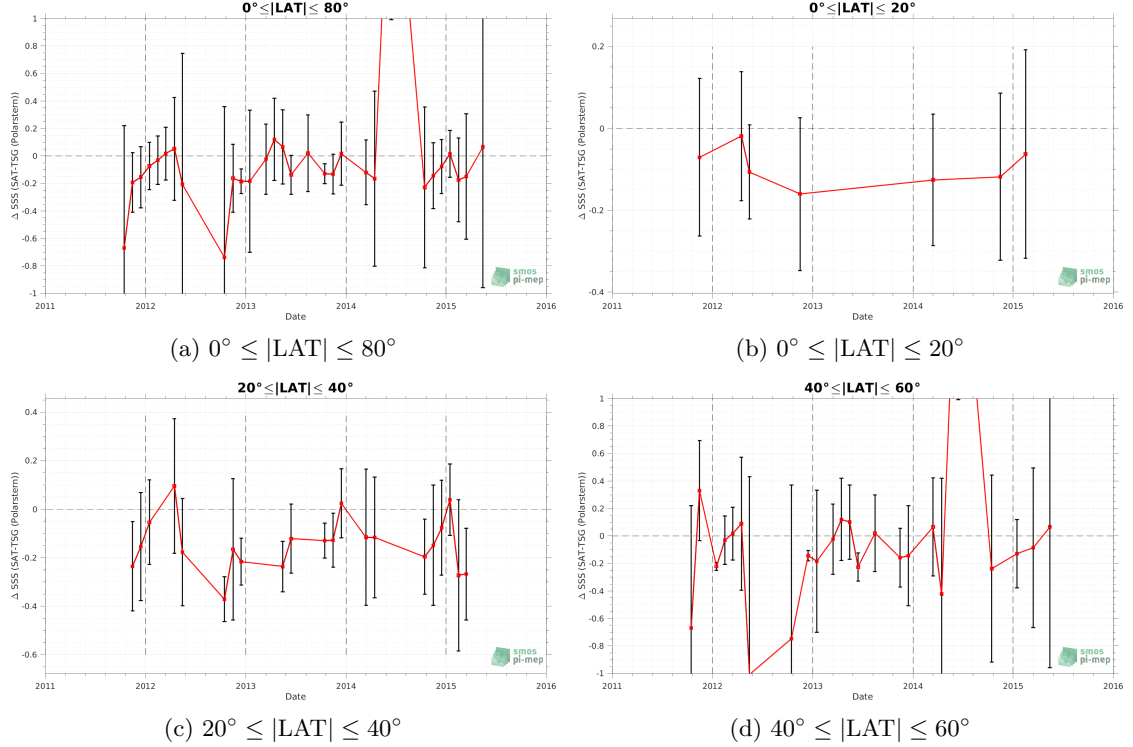 0°≤|LAT|≤ 80°
Δ SSS (SAT-TSG (Polarstern))
1
0.8
0.6
0.4
0.2
0
-0.2
-0.4
-0.6
-0.8
-1
2011 2012 2013 2014 2015 2016
Date
smos
pi-mep
(a) 0° ≤ |LAT| ≤ 80°
0°≤|LAT|≤ 20°
Δ SSS (SAT-TSG (Polarstern))
0.2
0
-0.2
-0.4
2011 2012 2013 2014 2015 2016
Date
smos
pi-mep
(b) 0° ≤ |LAT| ≤ 20°
20°≤|LAT|≤ 40°
Δ SSS (SAT-TSG (Polarstern))
0.4
0.2
0
-0.2
-0.4
-0.6
2011 2012 2013 2014 2015 2016
Date
smos
pi-mep
(c) 20° ≤ |LAT| ≤ 40°
40°≤|LAT|≤ 60°
Δ SSS (SAT-TSG (Polarstern))
1
0.8
0.6
0.4
0.2
0
-0.2
-0.4
-0.6
-0.8
-1
2011 2012 2013 2014 2015 2016
Date
smos
pi-mep
(d) 40° ≤ |LAT| ≤ 60°